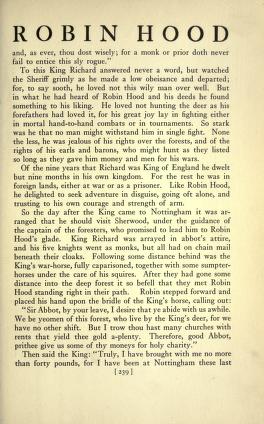 ROBIN HOOD
and, as ever, thou dost wisely; for a monk or prior doth never
fail to entice this sly rogue."
To this King Richard answered never a word, but watched
the Sheriff grimly as he made a low obeisance and departed;
for, to say sooth, he loved not this wily man over well. But
in what he had heard of Robin Hood and his deeds he found
something to his liking. He loved not hunting the deer as his
forefathers had loved it, for his great joy lay in fighting either
in mortal hand-to-hand combats or in tournaments. So stark
was he that no man might withstand him in single fight. None
the less, he was jealous of his rights over the forests, and of the
rights of his earls and barons, who might hunt as they listed
so long as they gave him money and men for his wars.
Of the nine years that Richard was King of England he dwelt
but nine months in his own kingdom. For the rest he was in
foreign lands, either at war or as a prisoner. Like Robin Hood,
he delighted to seek adventure in disguise, going oft alone, and
trusting to his own courage and strength of arm.
So the day after the King came to Nottingham it was ar-
ranged that he should visit Sherwood, under the guidance of
the captain of the foresters, who promised to lead him to Robin
Hood's glade. King Richard was arrayed in abbot's attire,
and his five knights went as monks, but all had on chain mail
beneath their cloaks. Following some distance behind was the
King's war-horse, fully caparisoned, together with some sumpter-
horses under the care of his squires. After they had gone some
distance into the deep forest it so befell that they met Robin
Hood standing right in their path. Robin stepped forward and
placed his hand upon the bridle of the King's horse, calling out:
"Sir Abbot, by your leave, I desire that ye abide with us awhile.
We be yeomen of this forest, who live by the King's deer, for we
have no other shift. But I trow thou hast many churches with
rents that yield thee gold a-plenty. Therefore, good Abbot,
prithee give us some of thy moneys for holy charity."
Then said the King: "Truly, I have brought with me no more
than forty pounds, for I have been at Nottingham these last
[ 239 ]